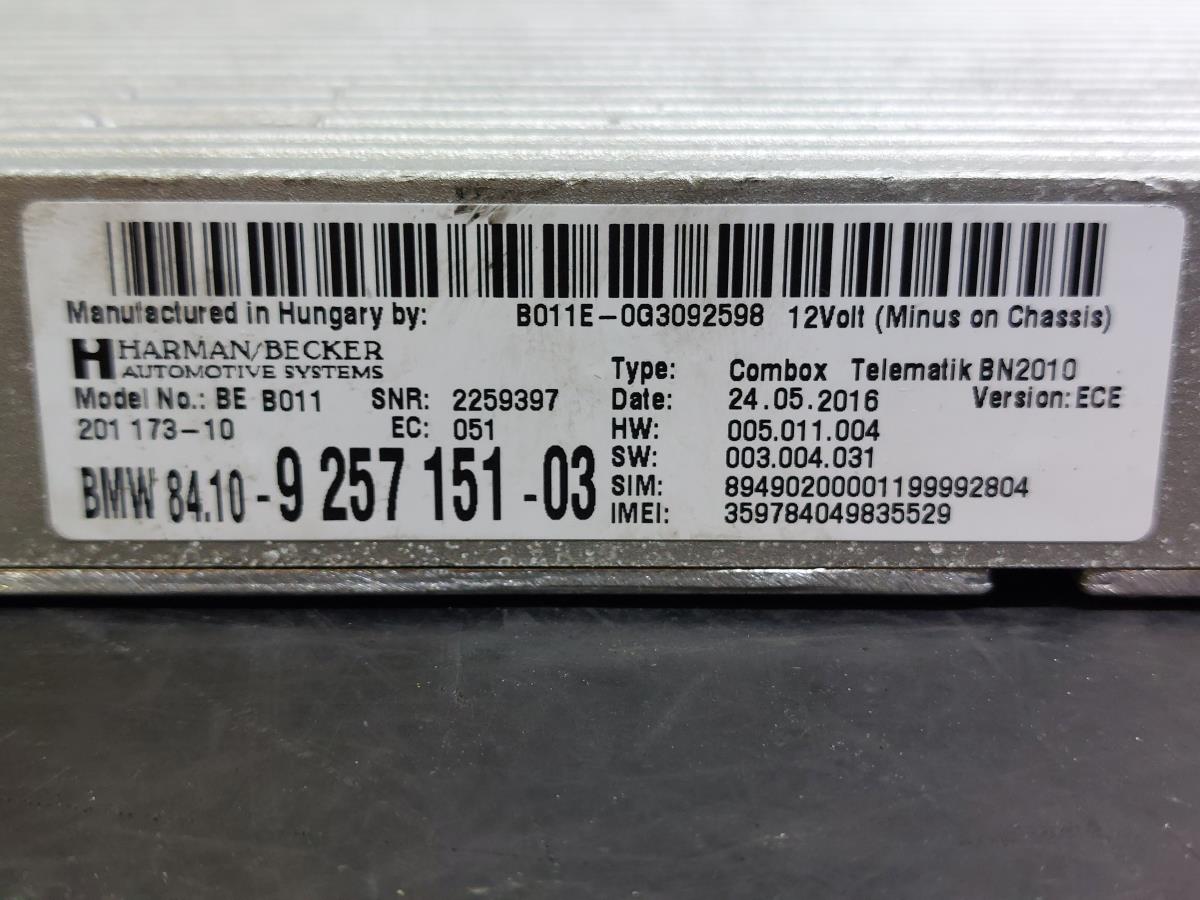 Manufactured in Hungary by: B011E-0G3092598 12Volt (Minus on Chassis)
HARMAN/BECKER
AUTOMOTIVE SYSTEMS
Type: Combox Telematik BN2010
Model No.: BE B011 SNR: 2259397 Date: 24.05.2016 Version: ECE
201 173-10 EC: 051 HW: 005.011.004
BMW 84.10-9 257 151-03 SW: 003.004.031
SIM: 89490200001199992804
IMEI: 359784049835529